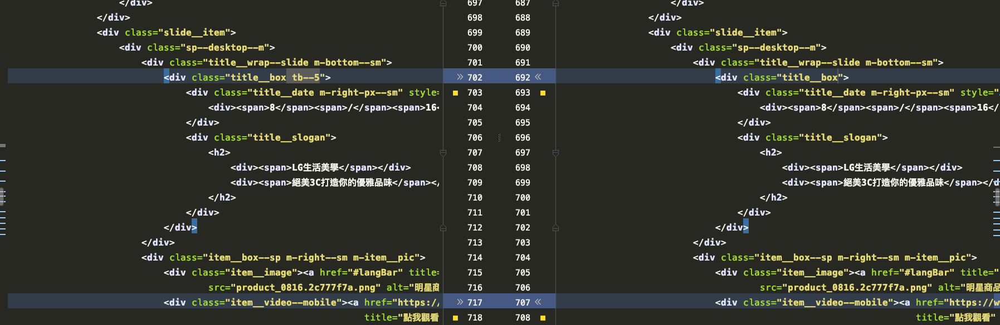 </div>
</div>
<div class="slide__item">
<div class="sp--desktop--m">
<div class="title__wrap--slide m-bottom--sm">
<div class="title__box tb--5">
<div class="title__date m-right-px--sm" style=
<div><span>8</span><span>/</span><span>16<
</div>
<div class="title__slogan">
<h2>
<div><span>LG生活美學</span></div>
<div><span>絕美3C打造你的優雅品味</span></
</h2>
</div>
</div>
</div>
<div class="item__box--sp m-right--sm m-item__pic">
<div class="item__image"><a href="#langBar" title=
src="product_0816.2c777f7a.png" alt="明星商
<div class="item__video--mobile"><a href="https://
title="點我觀看
697 687
698 688
699 689
700 690
701 691
702 692
703 693
704 694
705 695
706 696
707 697
708 698
709 699
710 700
711 701
712 702
713 703
714 704
715 705
716 706
717 707
718 708
</div>
</div>
<div class="slide__item">
<div class="sp--desktop--m">
<div class="title__wrap--slide m-bottom--sm">
<div class="title__box">
<div class="title__date m-right-px--sm" style=
<div><span>8</span><span>/</span><span>16</
</div>
<div class="title__slogan">
<h2>
<div><span>LG生活美學</span></div>
<div><span>絕美3C打造你的優雅品味</span></d
</h2>
</div>
</div>
</div>
<div class="item__box--sp m-right--sm m-item__pic">
<div class="item__image"><a href="#langBar" title="
src="product_0816.2c777f7a.png" alt="明星商品
<div class="item__video--mobile"><a href="https://w
title="點我觀看"